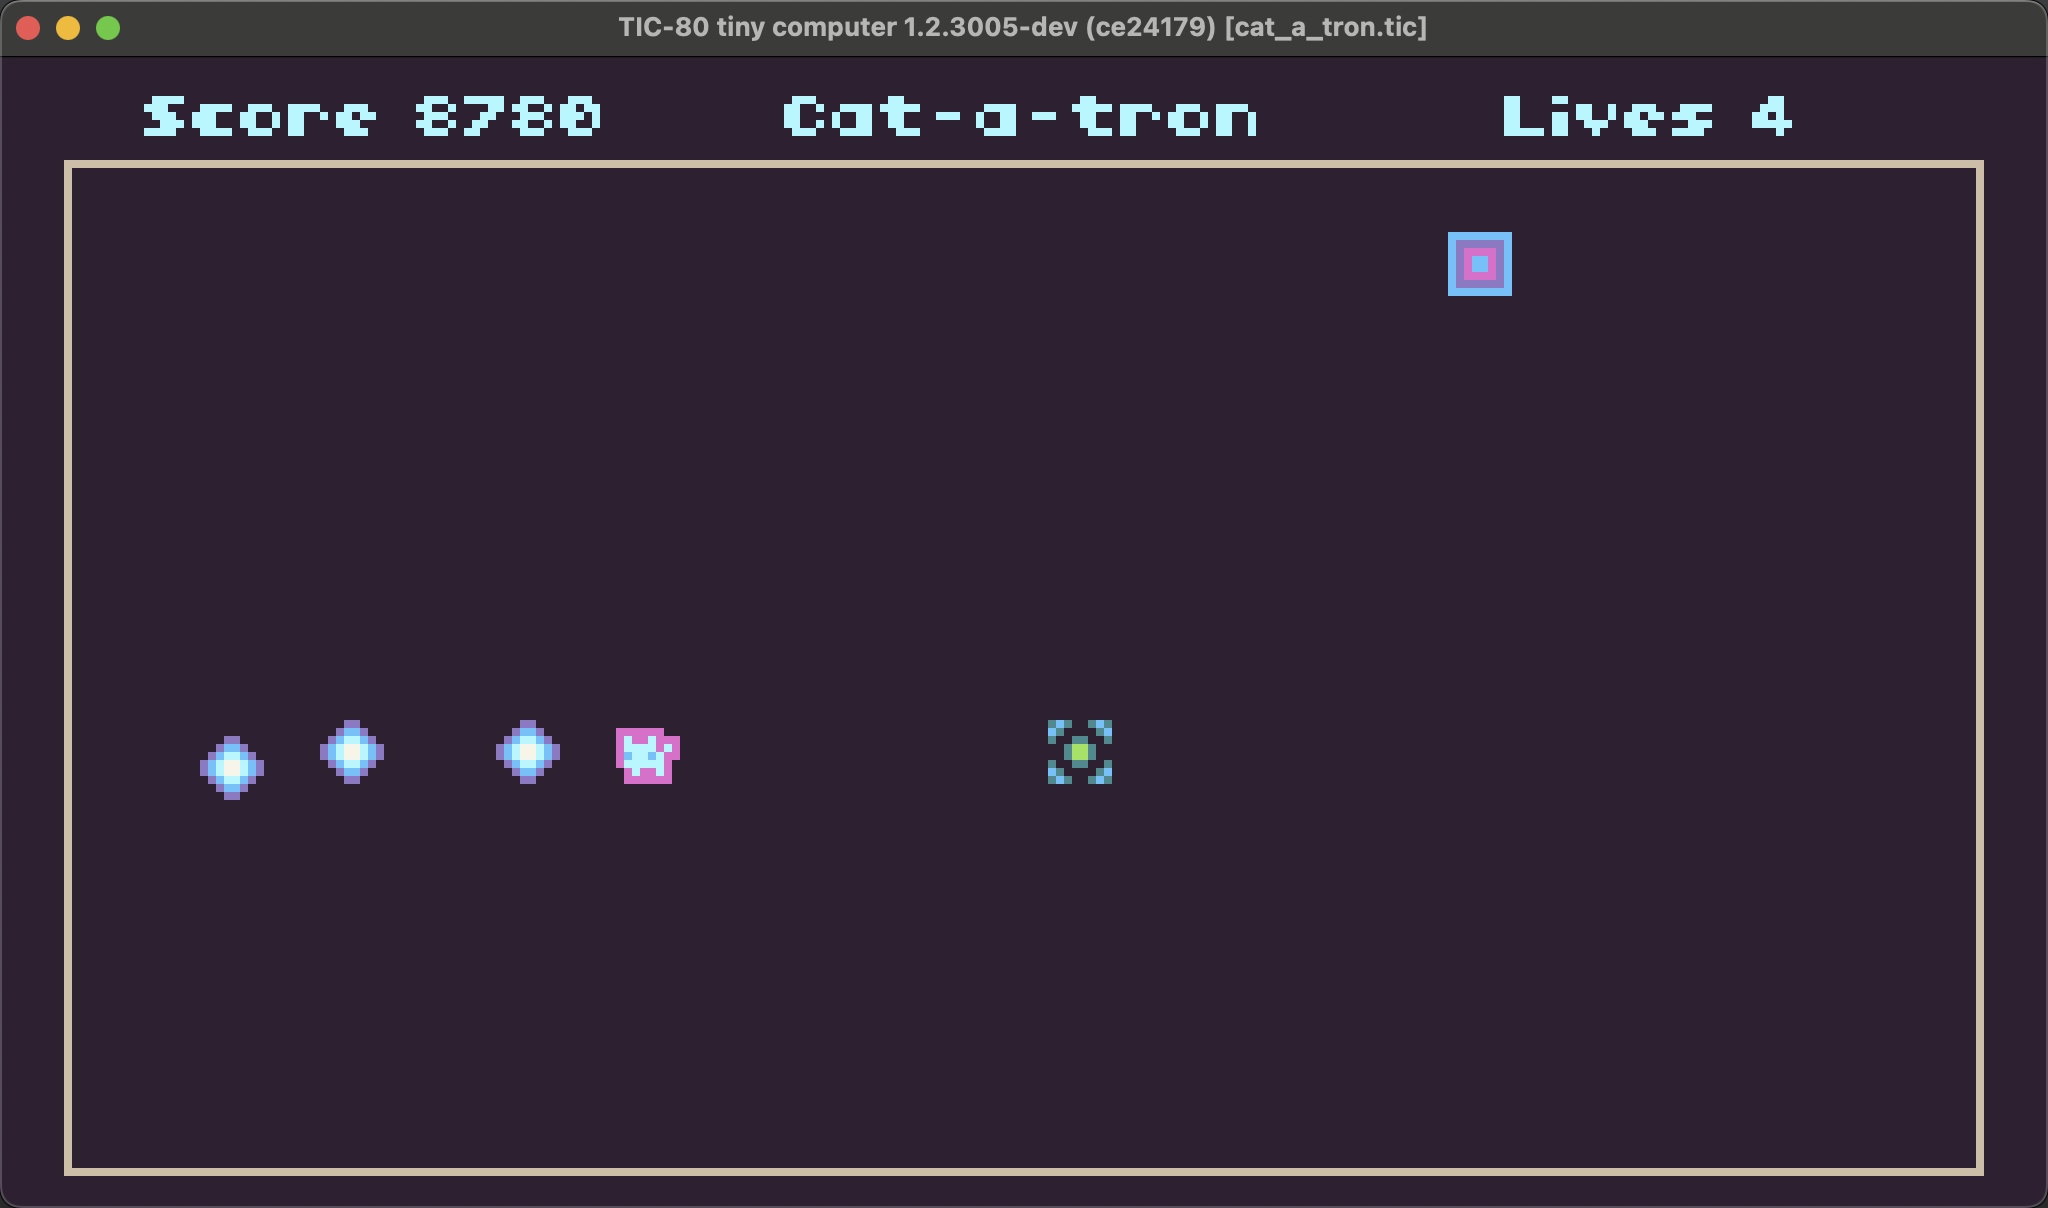 TIC-80 tiny computer 1.2.3005-dev (ce24179) [cat_a_tron.tic]
Score 8780 Cat-a-tron Lives 4